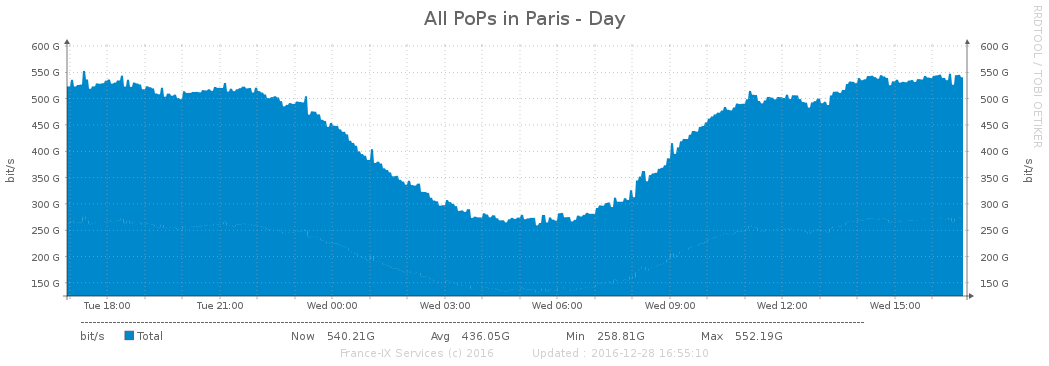 All PoPs in Paris - Day
RRDTOOL / TOBI OETIKER
600 G 600 G
550 G 550 G
500 G 500 G
450 G 450 G
400 G 400 G
350 G 350 G
300 G 300 G
250 G 250 G
200 G 200 G
150 G 150 G
bit/s bit/s
Tue 18:00 Tue 21:00 Wed 00:00 Wed 03:00 Wed 06:00 Wed 09:00 Wed 12:00 Wed 15:00
bit/s Total Now 540.21G Avg 436.05G Min 258.81G Max 552.19G
France-IX Services (c) 2016 Updated : 2016-12-28 16:55:10